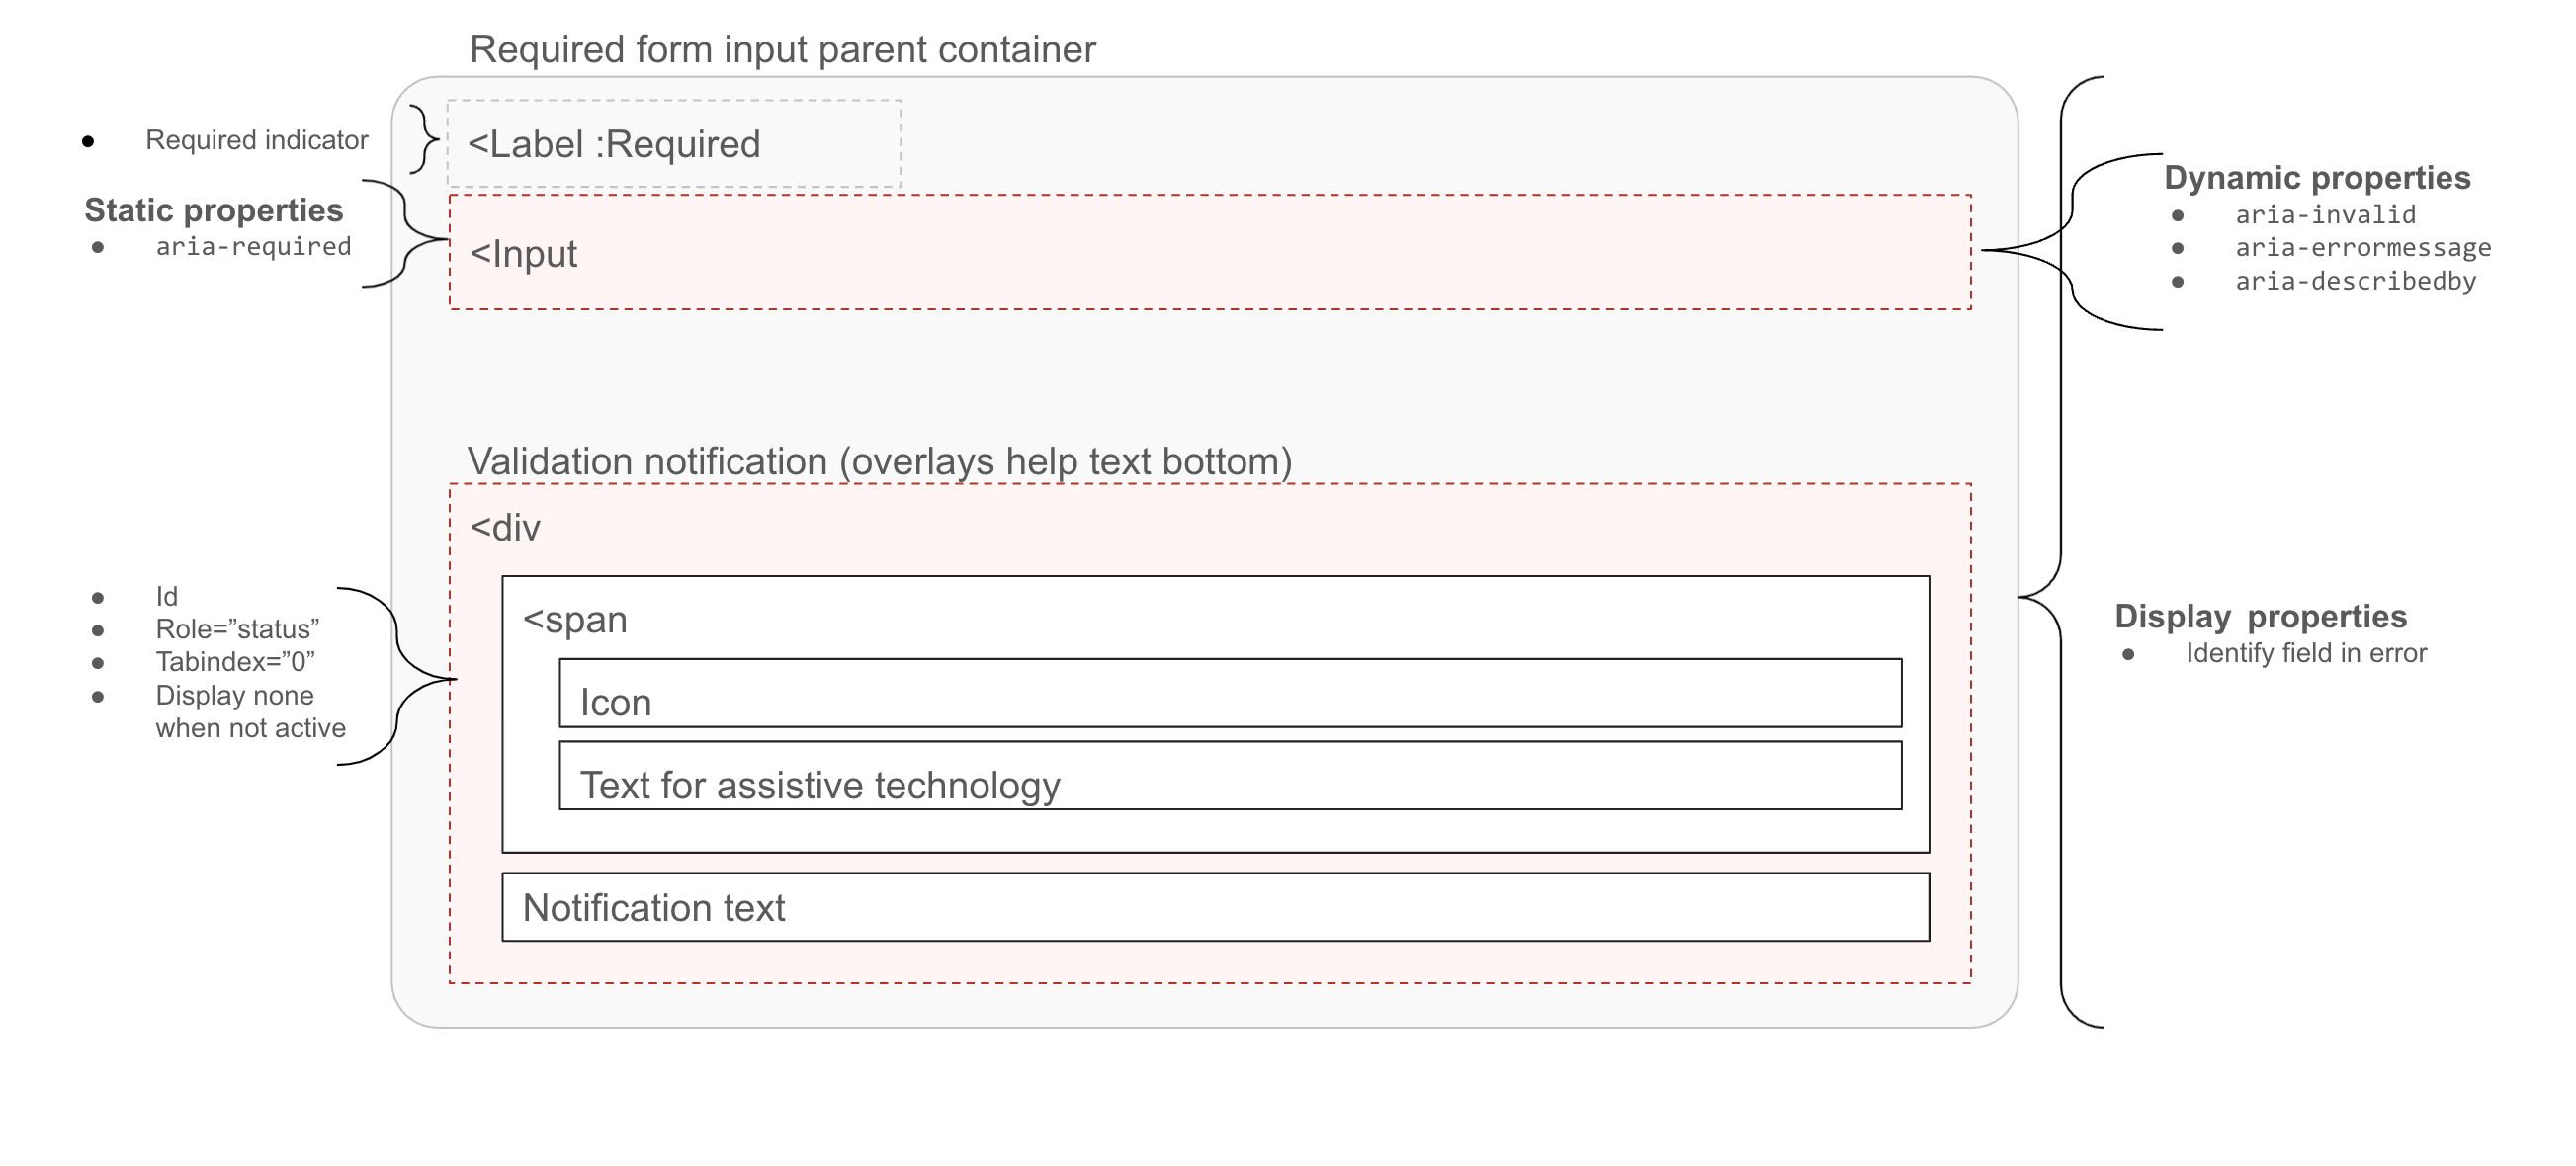 Required form input parent container
● Required indicator
<Label :Required
Static properties
● aria-required
<Input
Dynamic properties
● aria-invalid
● aria-errormessage
● aria-describedby
Validation notification (overlays help text bottom)
<div
● Id
● Role=”status”
● Tabindex=”0”
● Display none
when not active
<span
Icon
Text for assistive technology
Notification text
Display properties
● Identify field in error